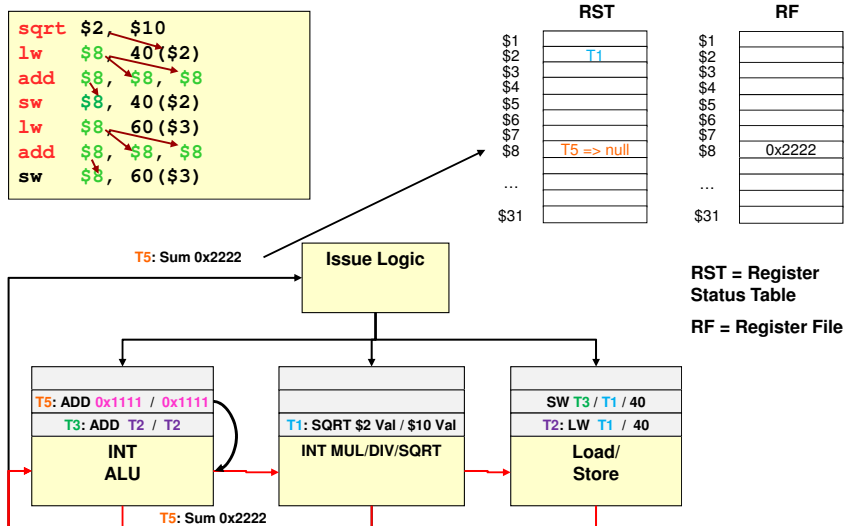 sqrt $2, $10
lw $8, 40($2)
add $8, $8, $8
sw $8, 40($2)
lw $8, 60($3)
add $8, $8, $8
sw $8, 60($3)
RST
$1
$2 T1
$3
$4
$5
$6
$7
$8 T5 => null
...
$31
RF
$1
$2
$3
$4
$5
$6
$7
$8 0x2222
...
$31
RST = Register
Status Table
RF = Register File
T5: Sum 0x2222
Issue Logic
T5: ADD 0x1111 / 0x1111
T3: ADD T2 / T2
INT
ALU
T1: SQRT $2 Val / $10 Val
INT MUL/DIV/SQRT
SW T3 / T1 / 40
T2: LW T1 / 40
Load/
Store
T5: Sum 0x2222